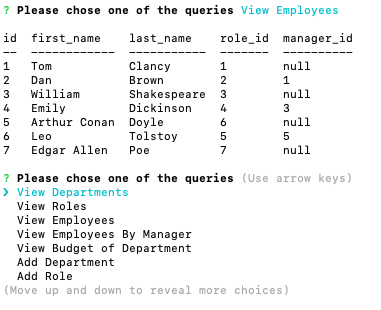 ? Please chose one of the queries View Employees
id first_name last_name role_id manager_id
-- ------------ ----------- ------- ----------
1 Tom Clancy 1 null
2 Dan Brown 2 1
3 William Shakespeare 3 null
4 Emily Dickinson 4 3
5 Arthur Conan Doyle 6 null
6 Leo Tolstoy 5 5
7 Edgar Allen Poe 7 null
? Please chose one of the queries (Use arrow keys)
❯ View Departments
View Roles
View Employees
View Employees By Manager
View Budget of Department
Add Department
Add Role
(Move up and down to reveal more choices)